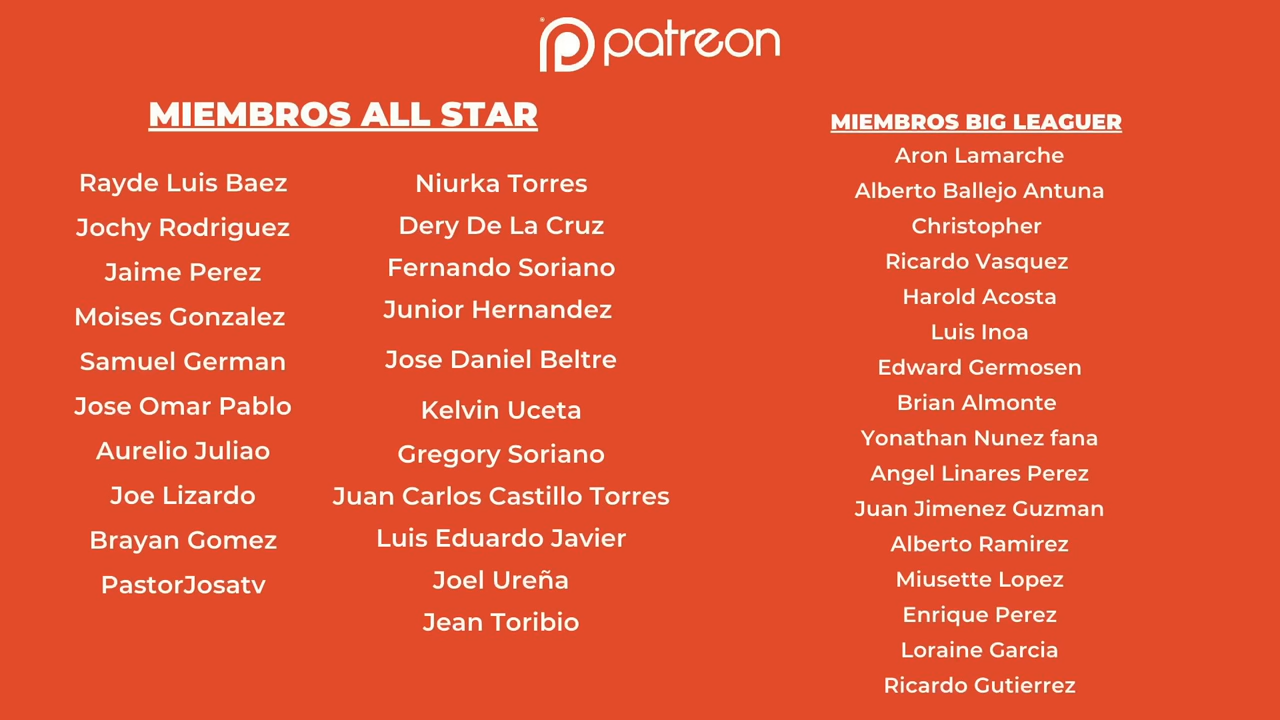 patreon
MIEMBROS ALL STAR
Rayde Luis Baez
Jochy Rodriguez
Jaime Perez
Moises Gonzalez
Samuel German
Jose Omar Pablo
Aurelio Juliao
Joe Lizardo
Brayan Gomez
PastorJosatv
Niurka Torres
Dery De La Cruz
Fernando Soriano
Junior Hernandez
Jose Daniel Beltre
Kelvin Uceta
Gregory Soriano
Juan Carlos Castillo Torres
Luis Eduardo Javier
Joel Ureña
Jean Toribio
MIEMBROS BIG LEAGUER
Aron Lamarche
Alberto Ballejo Antuna
Christopher
Ricardo Vasquez
Harold Acosta
Luis Inoa
Edward Germosen
Brian Almonte
Yonathan Nunez fana
Angel Linares Perez
Juan Jimenez Guzman
Alberto Ramirez
Miusette Lopez
Enrique Perez
Loraine Garcia
Ricardo Gutierrez